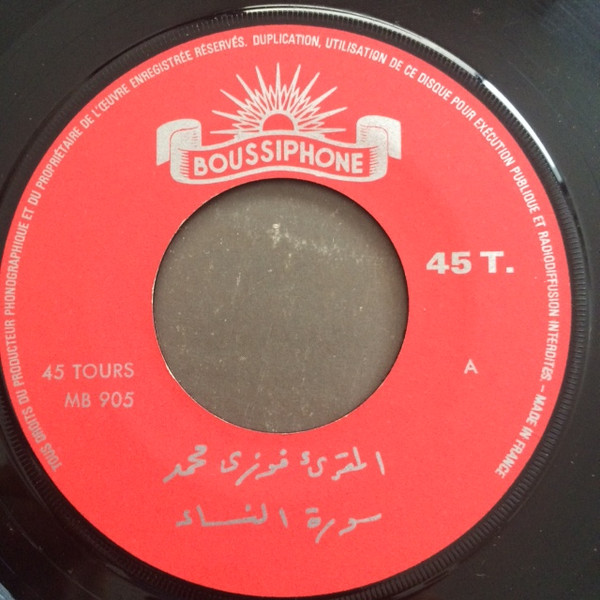 TOUS DROITS DU PRODUCTEUR PHONOGRAPHIQUE ET DU PROPRIÉTAIRE DE L'ŒUVRE ENREGISTRÉE RÉSERVÉS. DUPLICATION, UTILISATION DE CE DISQUE POUR EXÉCUTION PUBLIQUE ET RADIODIFFUSION INTERDITES - MADE IN FRANCE
BOUSSIPHONE
45 T.
45 TOURS
A
MB 905
المقرئ فوزى محمد
سورة النساء